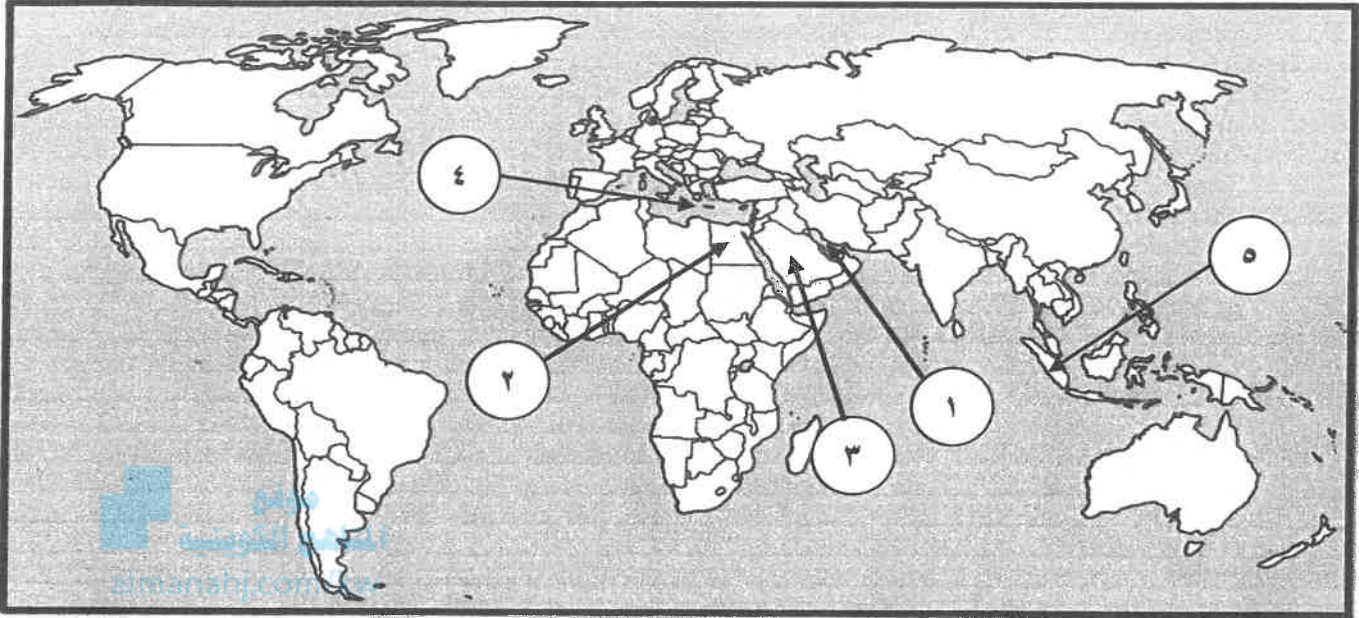 ٤
٥
٢
١
٣
موقع
المناهج الكويتية
almanahj.com/kw